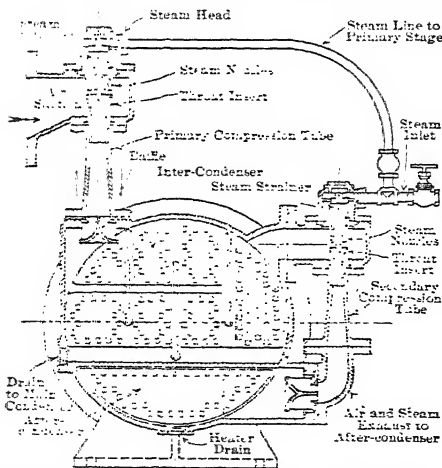 Steam Head
Steam Line to
Primary Stage
Steam Nozzles
Throat Insert
Steam
Inlet
Primary Compression Tube
Baffle
Inter-Condenser
Steam Strainer
Steam
Nozzles
Throat
Insert
Secondary
Compression
Tube
Drain
to Main
Air and Steam
Exhaust to
After-condenser
Heater
Drain